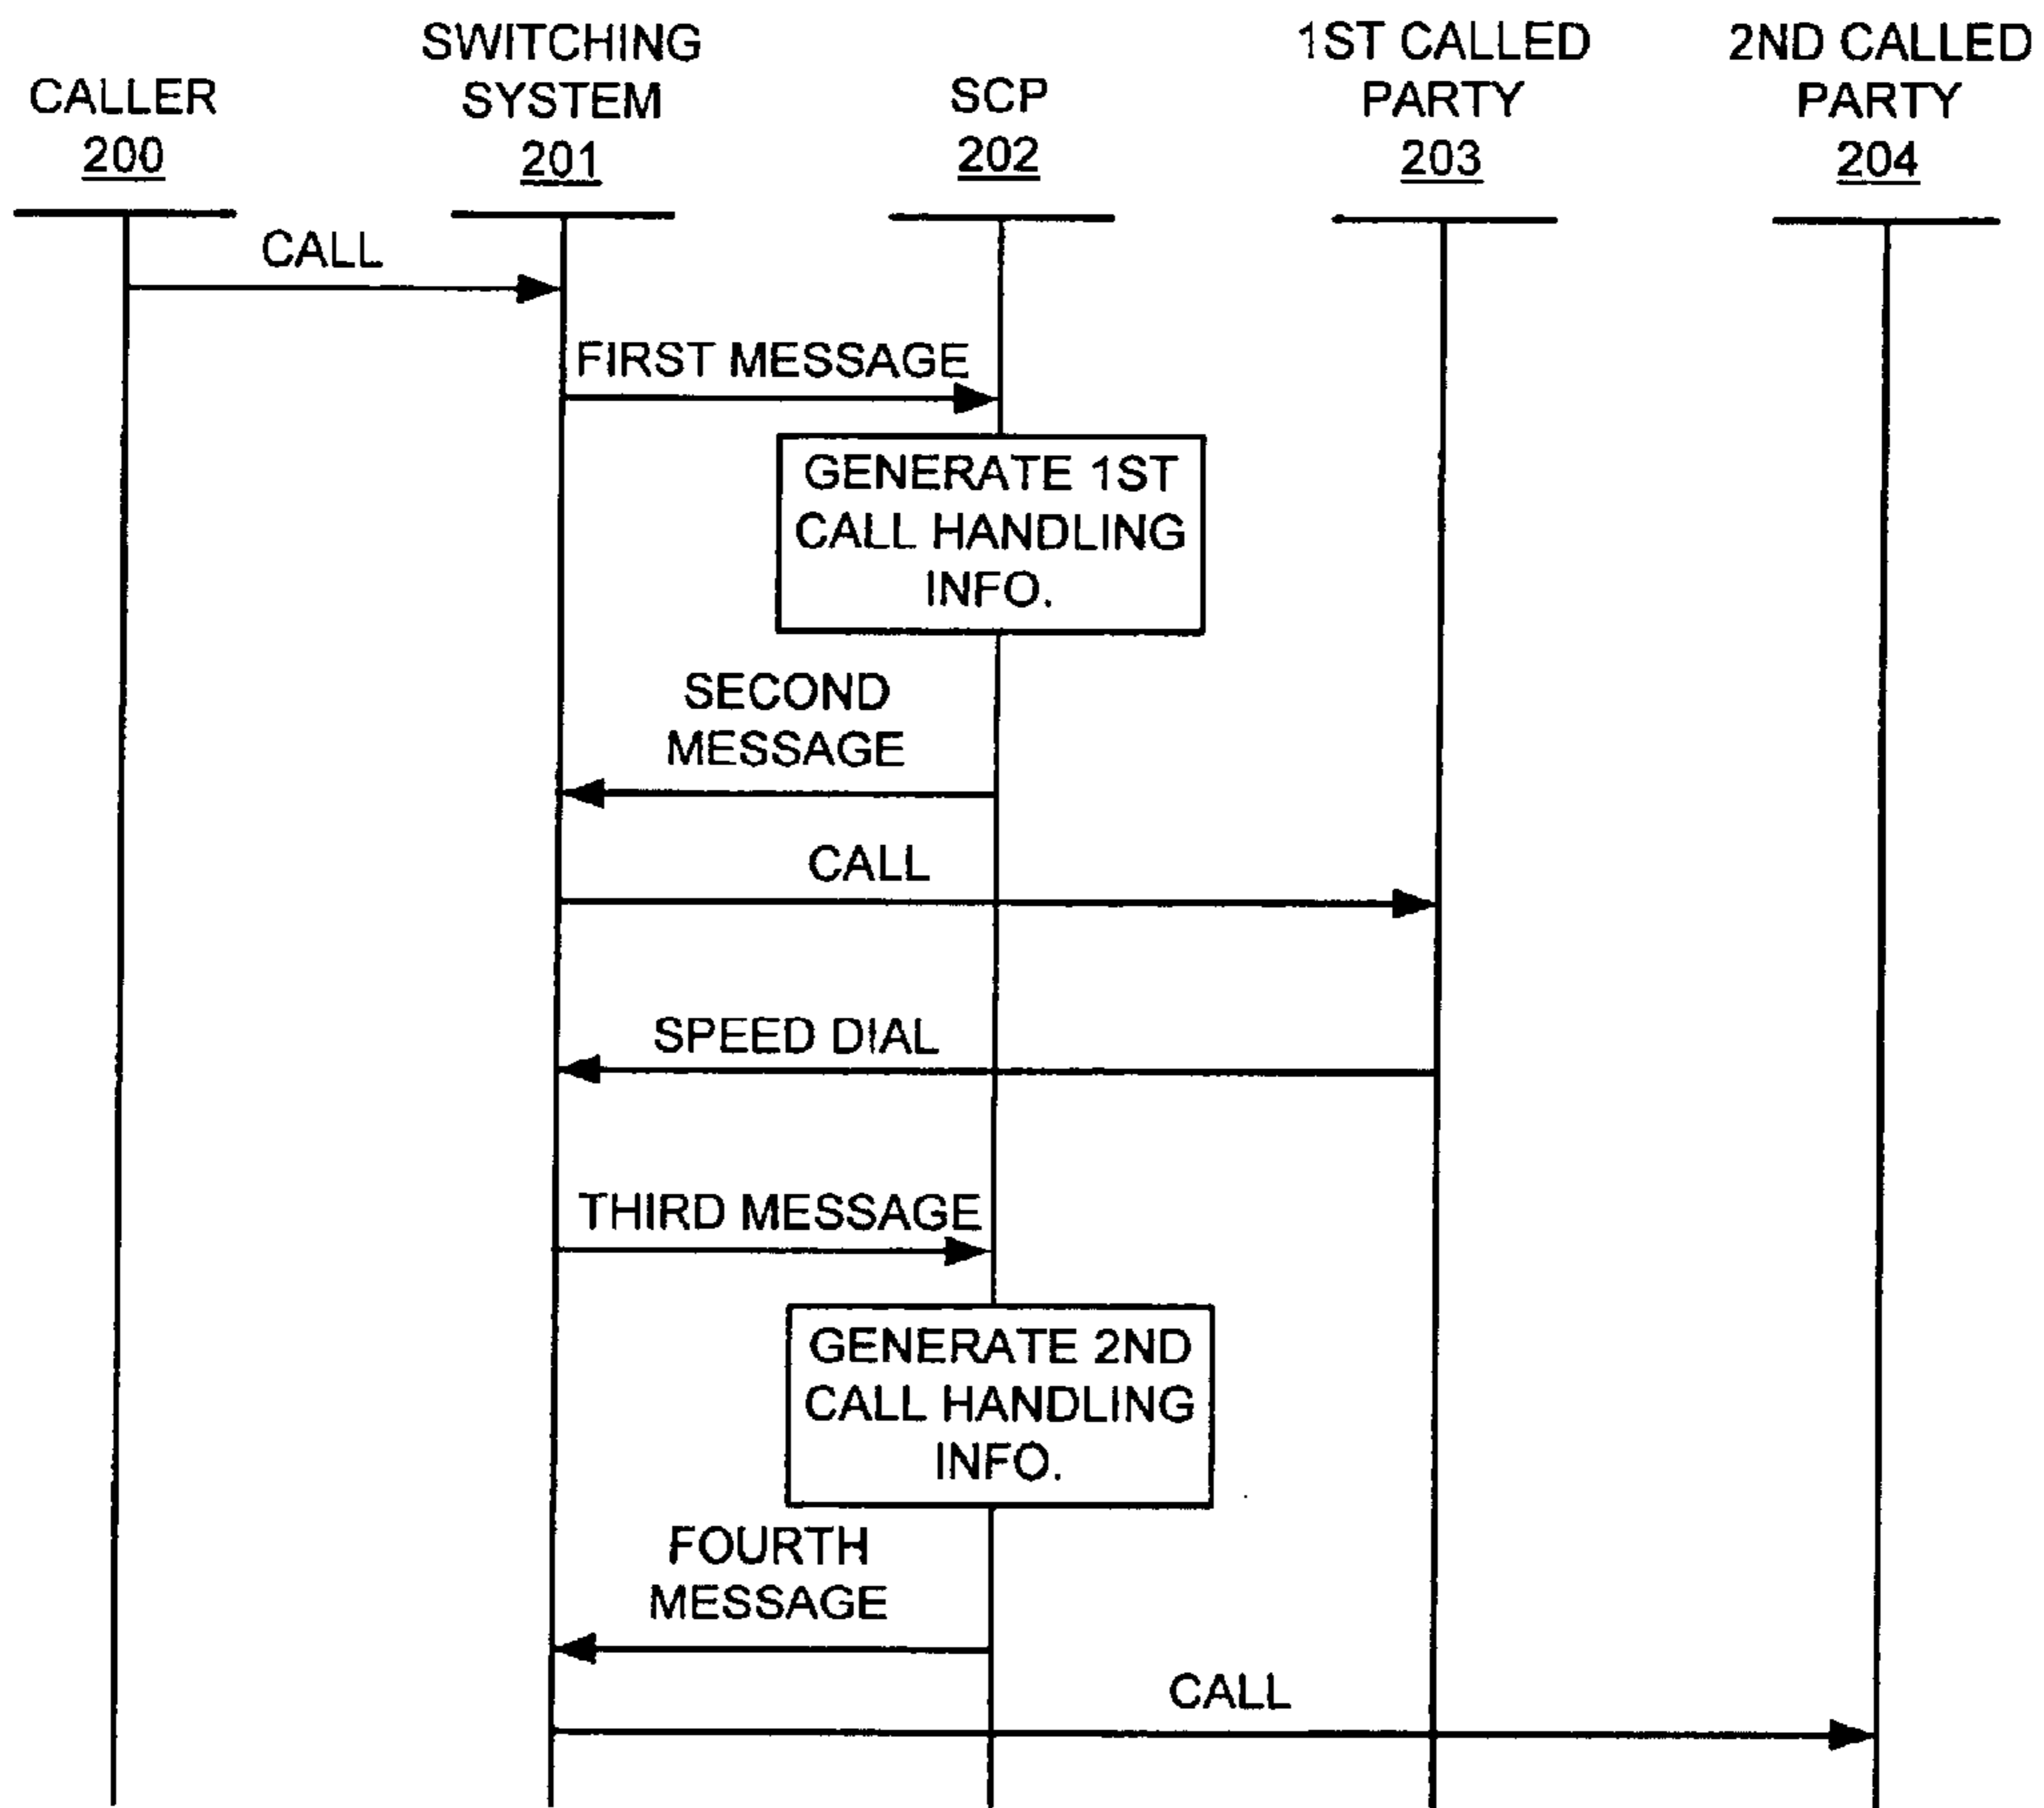 CALLER
200
SWITCHING
SYSTEM
201
SCP
202
1ST CALLED
PARTY
203
2ND CALLED
PARTY
204
CALL
FIRST MESSAGE
GENERATE 1ST
CALL HANDLING
INFO.
SECOND
MESSAGE
CALL
SPEED DIAL
THIRD MESSAGE
GENERATE 2ND
CALL HANDLING
INFO.
FOURTH
MESSAGE
CALL